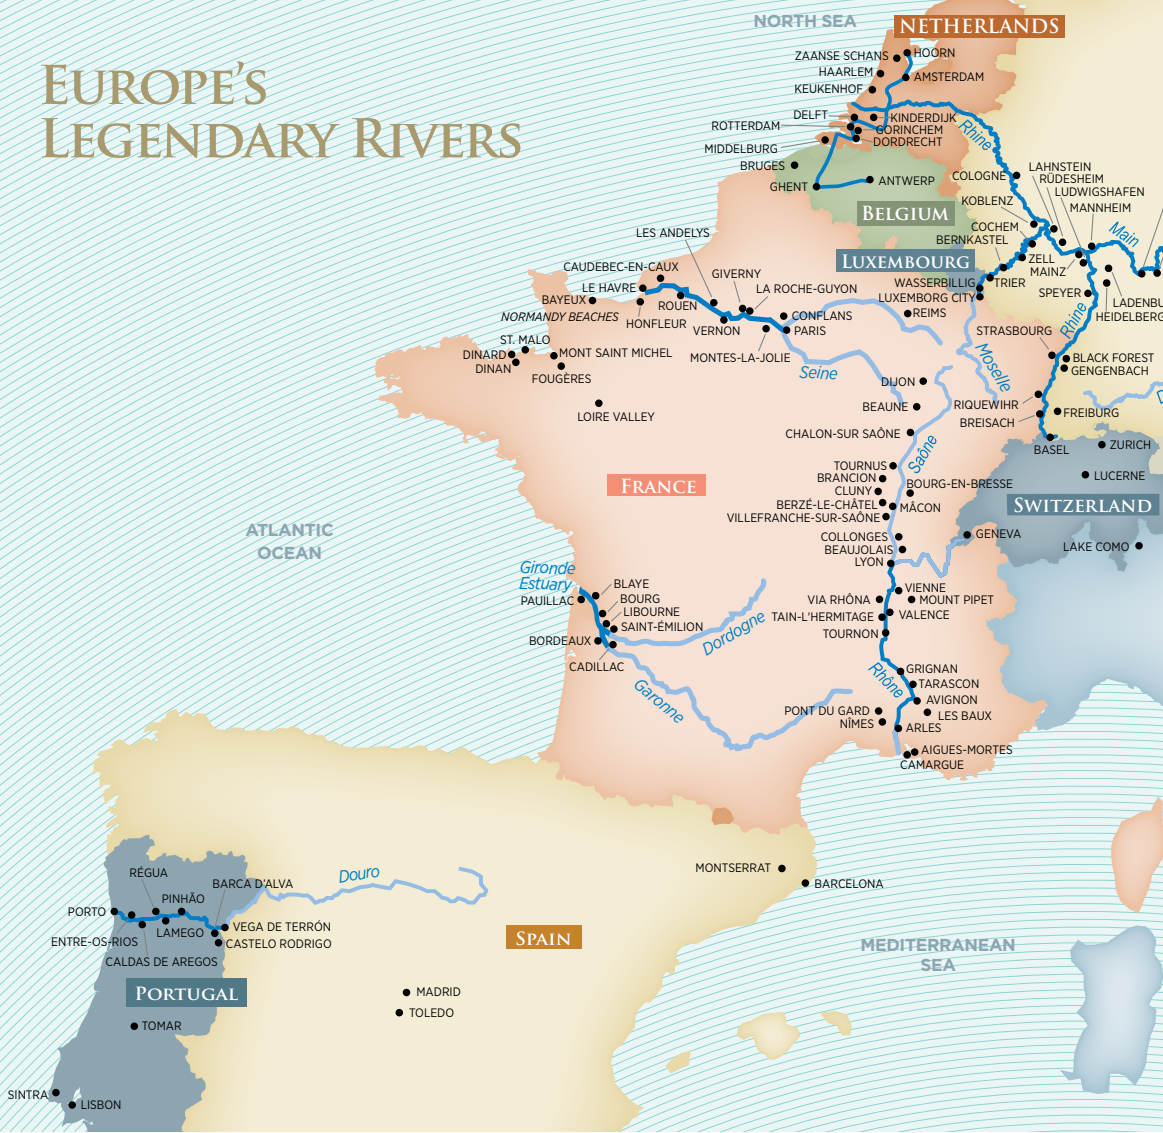 NORTH SEA
NETHERLANDS
ZAANSE SCHANS
HOORN
HAARLEM
AMSTERDAM
KEUKENHOF
EUROPE'S
LEGENDARY RIVERS
DELFT
KINDERDIJK
ROTTERDAM
GORINCHEM
DORDRECHT
Rhine
MIDDELBURG
BRUGES
LAHNSTEIN
COLOGNE
RÜDESHEIM
ANTWERP
GHENT
LUDWIGSHAFEN
KOBLENZ
MANNHEIM
BELGIUM
COCHEM
Main
LES ANDELYS
BERNKASTEL
LUXEMBOURG
ZELL
CAUDEBEC-EN-CAUX
GIVERNY
MAINZ
LE HAVRE
LA ROCHE-GUYON
WASSERBILLIG
TRIER
BAYEUX
LUXEMBORG CITY
SPEYER
ROUEN
LADENBU
NORMANDY BEACHES
CONFLANS
REIMS
HEIDELBERG
HONFLEUR
VERNON
PARIS
Rhine
STRASBOURG
ST. MALO
DINARD
MONT SAINT MICHEL
MONTES-LA-JOLIE
BLACK FOREST
DINAN
Seine
Moselle
GENGENBACH
FOUGÈRES
DIJON
LOIRE VALLEY
BEAUNE
RIQUEWIHR
FREIBURG
BREISACH
CHALON-SUR SAÔNE
BASEL
ZURICH
Saône
TOURNUS
BRANCION
LUCERNE
FRANCE
CLUNY
BOURG-EN-BRESSE
BERZÉ-LE-CHÂTEL
MÂCON
SWITZERLAND
VILLEFRANCHE-SUR-SAÔNE
ATLANTIC
OCEAN
COLLONGES
GENEVA
BEAUJOLAIS
LAKE COMO
LYON
Gironde
Estuary
BLAYE
VIENNE
PAUILLAC
BOURG
VIA RHÔNA
MOUNT PIPET
LIBOURNE
TAIN-L'HERMITAGE
VALENCE
SAINT-ÉMILION
Dordogne
TOURNON
BORDEAUX
CADILLAC
GRIGNAN
Rhône
TARASCON
Garonne
AVIGNON
PONT DU GARD
LES BAUX
NÎMES
ARLES
AIGUES-MORTES
CAMARGUE
MONTSERRAT
RÉGUA
Douro
BARCA D'ALVA
BARCELONA
PINHÃO
PORTO
VEGA DE TERRÓN
LAMEGO
ENTRE-OS-RIOS
CASTELO RODRIGO
SPAIN
CALDAS DE AREGOS
MEDITERRANEAN
SEA
PORTUGAL
MADRID
TOLEDO
TOMAR
SINTRA
LISBON